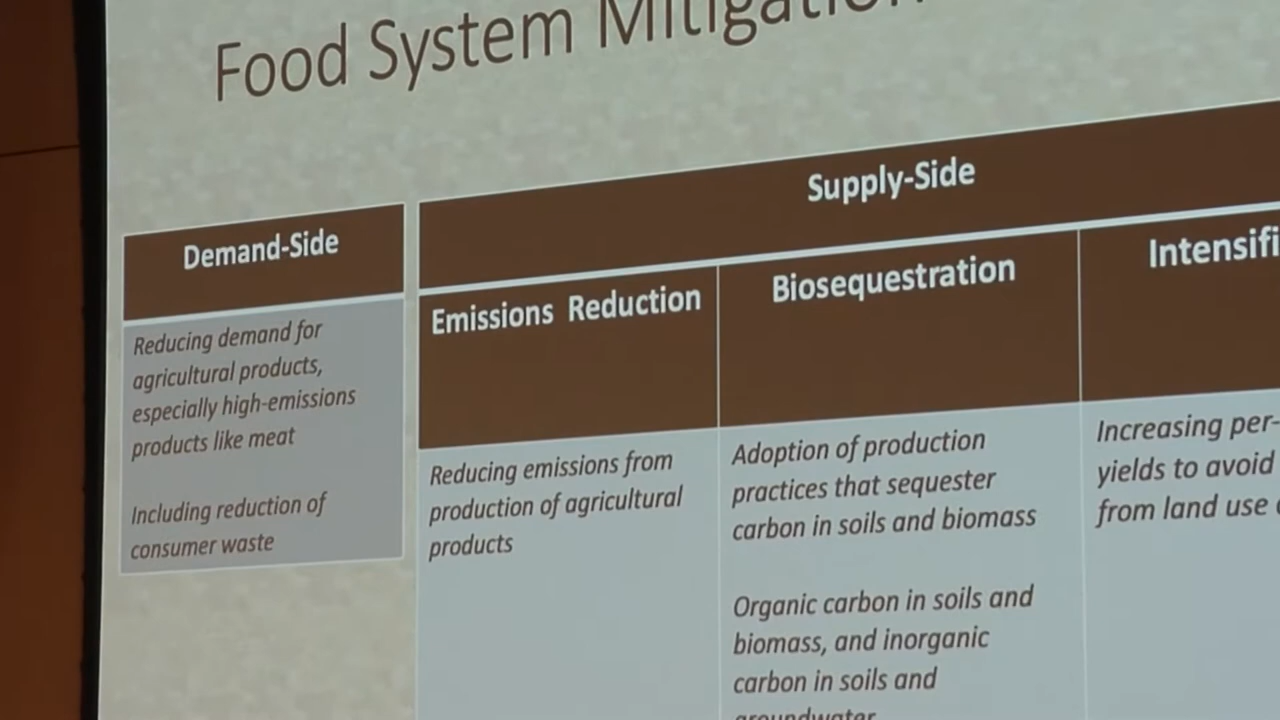 Food System Mitigation
Supply-Side
Demand-Side
Emissions Reduction
Biosequestration
Intensifi
Reducing demand for
agricultural products,
especially high-emissions
products like meat
Including reduction of
consumer waste
Reducing emissions from
production of agricultural
products
Adoption of production
practices that sequester
carbon in soils and biomass
Organic carbon in soils and
biomass, and inorganic
carbon in soils and
groundwater
Increasing per-
yields to avoid
from land use